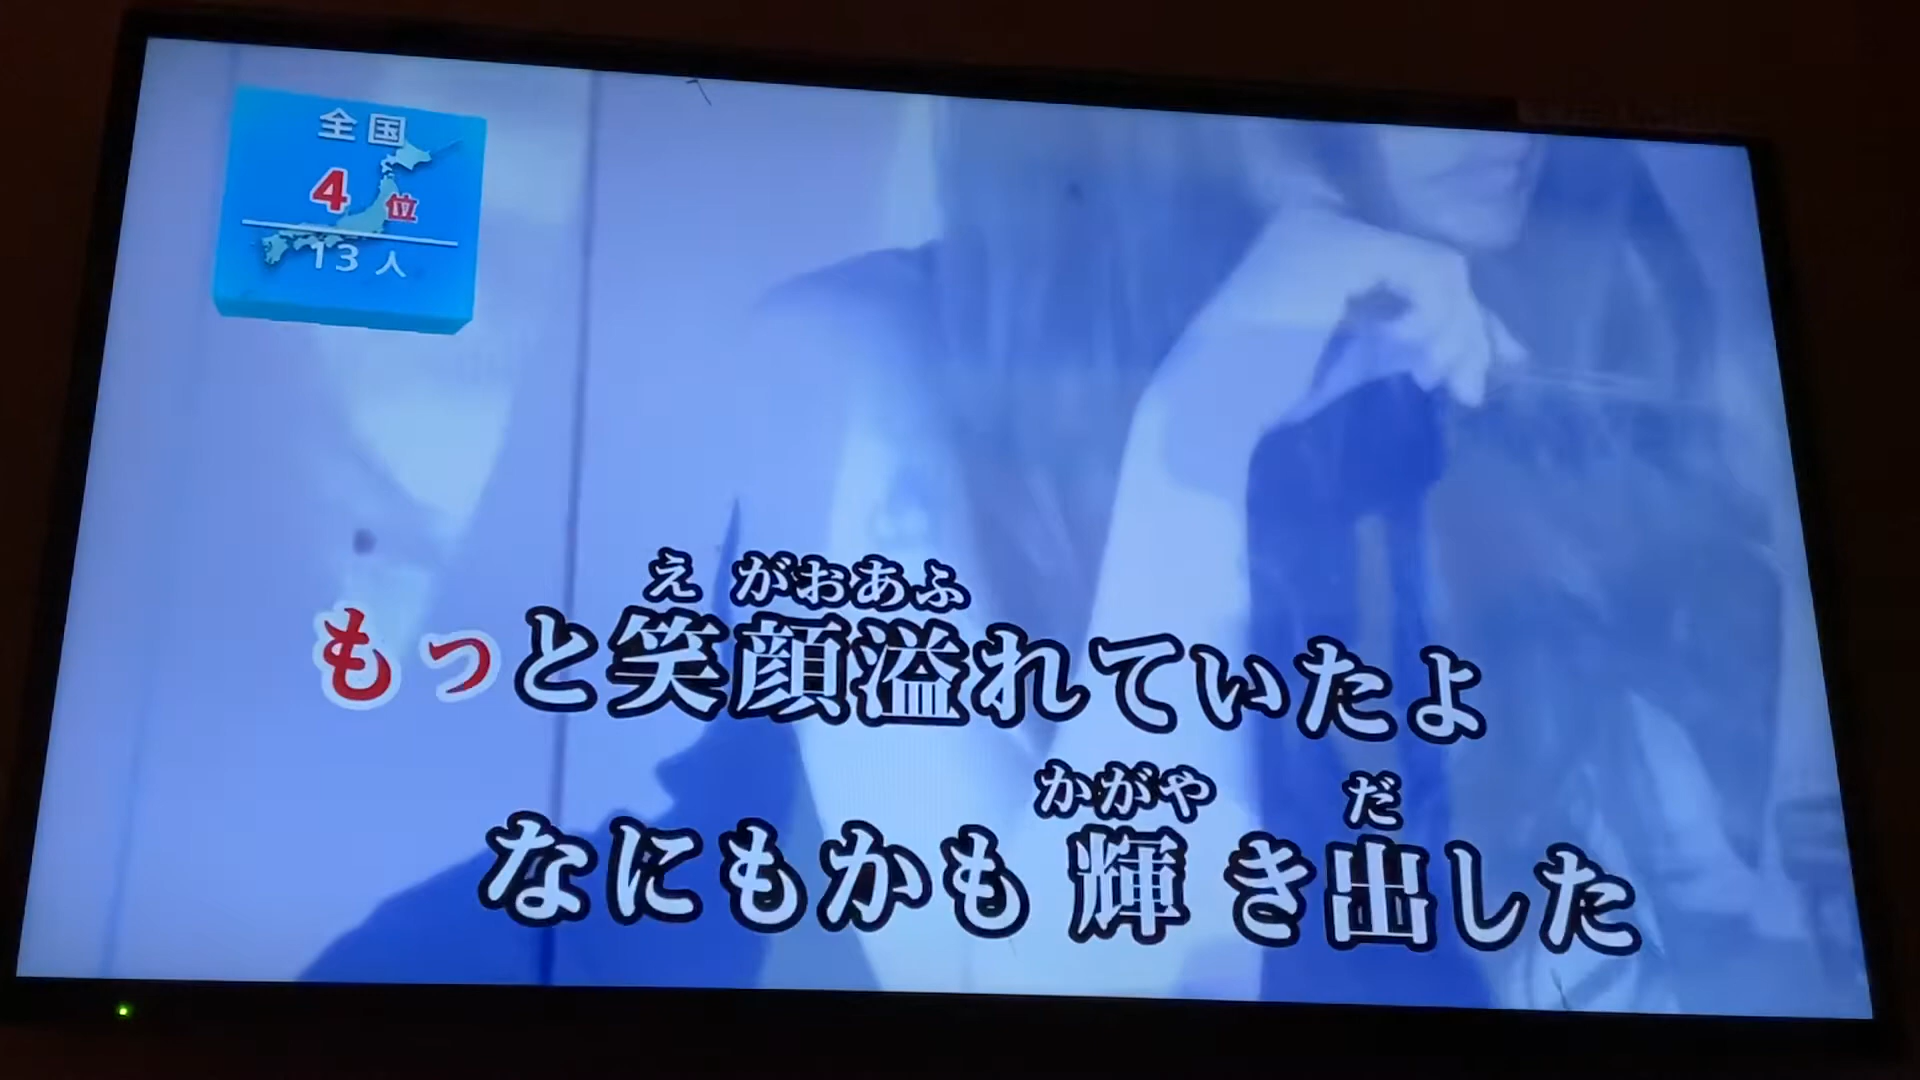 全国
4位
13人
えがおあふ
もっと笑顔溢れていたよ
かがや だ
なにもかも 輝き出した